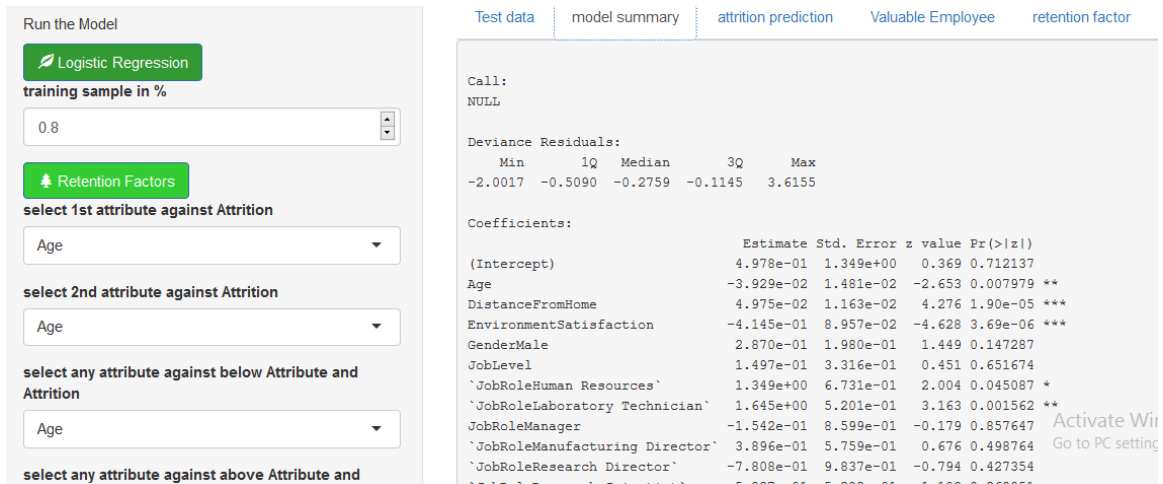 Run the Model
Logistic Regression
training sample in %
0.8
Retention Factors
select 1st attribute against Attrition
Age
select 2nd attribute against Attrition
Age
select any attribute against below Attribute and
Attrition
Age
select any attribute against above Attribute and
Test data model summary attrition prediction Valuable Employee retention factor
Call:
NULL
Deviance Residuals:
Min 1Q Median 3Q Max
-2.0017 -0.5090 -0.2759 -0.1145 3.6155
Coefficients:
Estimate Std. Error z value Pr(>|z|)
(Intercept) 4.978e-01 1.349e+00 0.369 0.712137
Age -3.929e-02 1.481e-02 -2.653 0.007979 **
DistanceFromHome 4.975e-02 1.163e-02 4.276 1.90e-05 ***
EnvironmentSatisfaction -4.145e-01 8.957e-02 -4.628 3.69e-06 ***
GenderMale 2.870e-01 1.980e-01 1.449 0.147287
JobLevel 1.497e-01 3.316e-01 0.451 0.651674
`JobRoleHuman Resources` 1.349e+00 6.731e-01 2.004 0.045087 *
`JobRoleLaboratory Technician` 1.645e+00 5.201e-01 3.163 0.001562 **
JobRoleManager -1.542e-01 8.599e-01 -0.179 0.857647
`JobRoleManufacturing Director` 3.896e-01 5.759e-01 0.676 0.498764
`JobRoleResearch Director` -7.808e-01 9.837e-01 -0.794 0.427354
Activate Wi
Go to PC setting